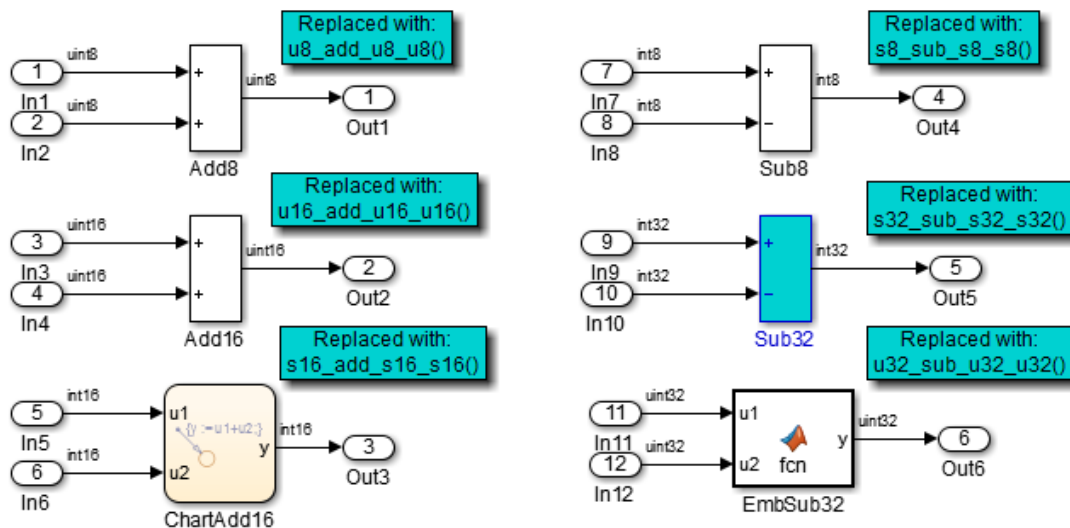 Replaced with:
u8_add_u8_u8()
uint8
1
In1
uint8
2
In2
+
+
Add8
uint8
1
Out1
Replaced with:
u16_add_u16_u16()
uint16
3
In3
uint16
4
In4
+
+
Add16
uint16
2
Out2
Replaced with:
s16_add_s16_s16()
int16
5
In5
int16
6
In6
u1
{y :=u1+u2;}
y
u2
ChartAdd16
int16
3
Out3
Replaced with:
s8_sub_s8_s8()
int8
7
In7
int8
8
In8
+
−
Sub8
int8
4
Out4
Replaced with:
s32_sub_s32_s32()
int32
9
In9
int32
10
In10
+
−
Sub32
int32
5
Out5
Replaced with:
u32_sub_u32_u32()
uint32
11
In11
uint32
12
In12
u1
y
u2
fcn
EmbSub32
uint32
6
Out6